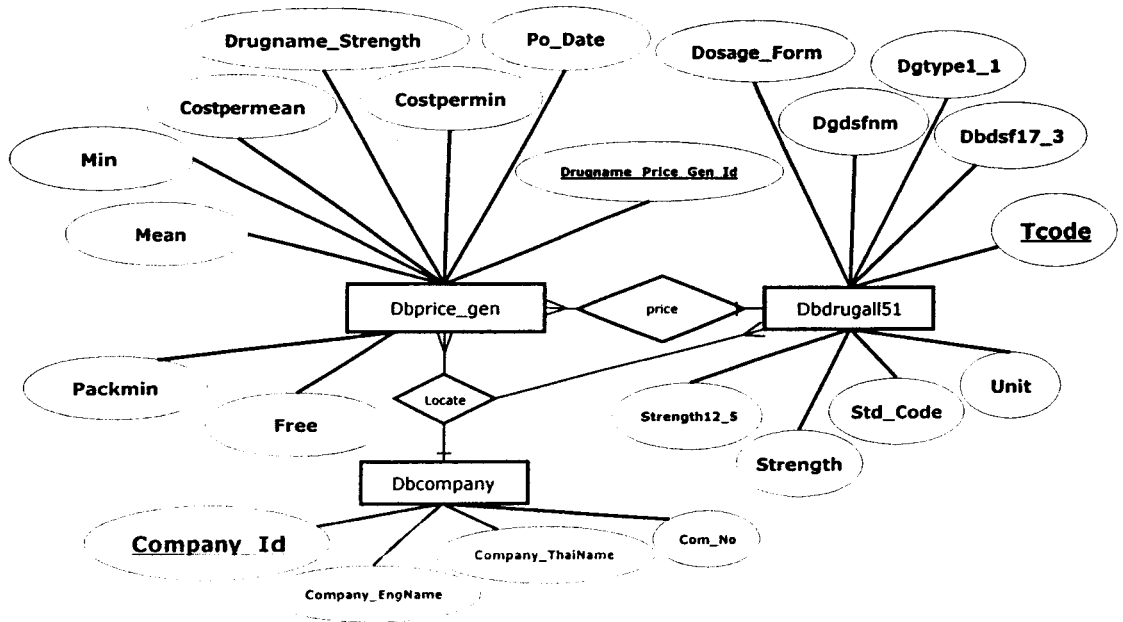 Drugname_Strength
Po_Date
Dosage_Form
Dgtype1_1
Costpermean
Costpermin
Dgdsfnm
Dbdsf17_3
Min
Drugname_Price_Gen_Id
Mean
Tcode
Dbprice_gen
price
Dbdrugall51
Packmin
Free
Locate
Strength12_5
Std_Code
Unit
Strength
Dbcompany
Company_Id
Company_ThaiName
Com_No
Company_EngName